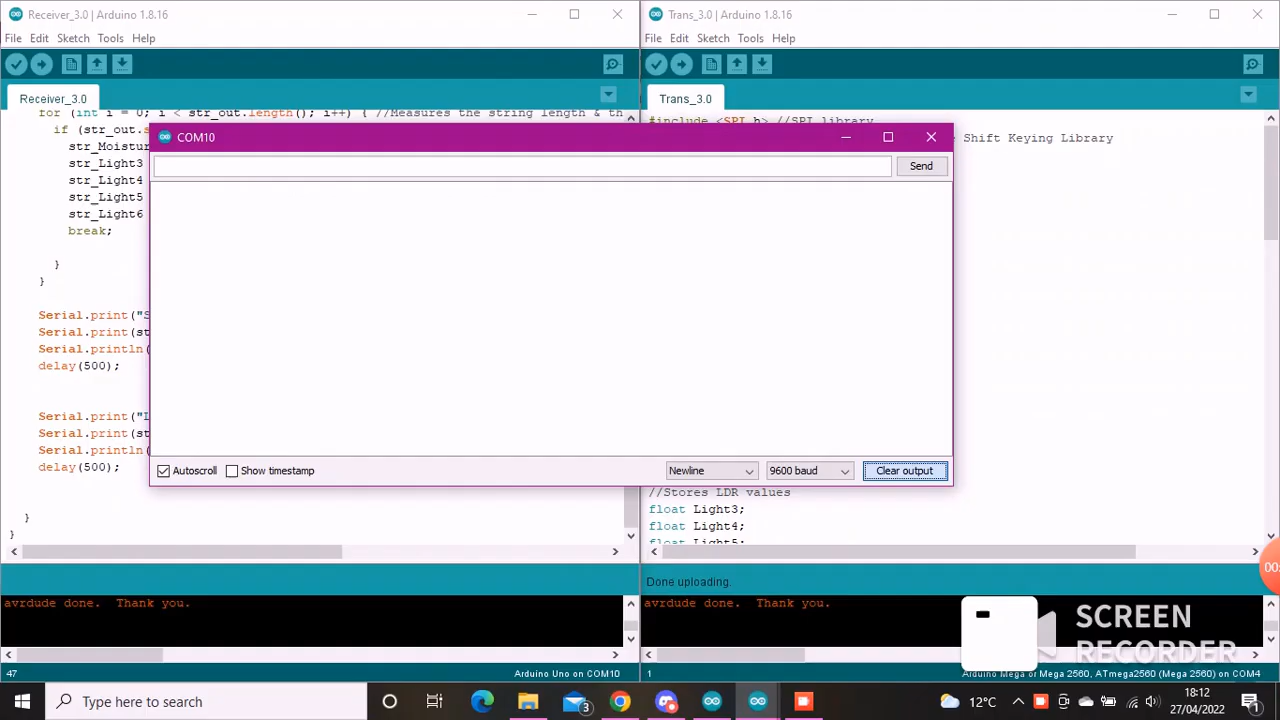 Receiver_3.0 | Arduino 1.8.16
File Edit Sketch Tools Help
Receiver_3.0
for (int i = 0; i < str_out.length(); i++) { //Measures the string length & th
if (str_out.s
str_Moistur
str_Light3
str_Light4
str_Light5
str_Light6
break;
}
}
Serial.print("S
Serial.print(st
Serial.println(
delay(500);
Serial.print("L
Serial.print(st
Serial.println(
delay(500);
}
}
avrdude done.  Thank you.
47
Arduino Uno on COM10
COM10
Send
Autoscroll
Show timestamp
Newline
9600 baud
Clear output
Trans_3.0 | Arduino 1.8.16
File Edit Sketch Tools Help
Trans_3.0
#include <SPI.h> //SPI library
Shift Keying Library
//Stores LDR values
float Light3;
float Light4;
float Light5;
Done uploading.
avrdude done.  Thank you.
1
Arduino Mega or Mega 2560, ATmega2560 (Mega 2560) on COM4
SCREEN
RECORDER
00:
Type here to search
3
12°C
18:12
27/04/2022
1